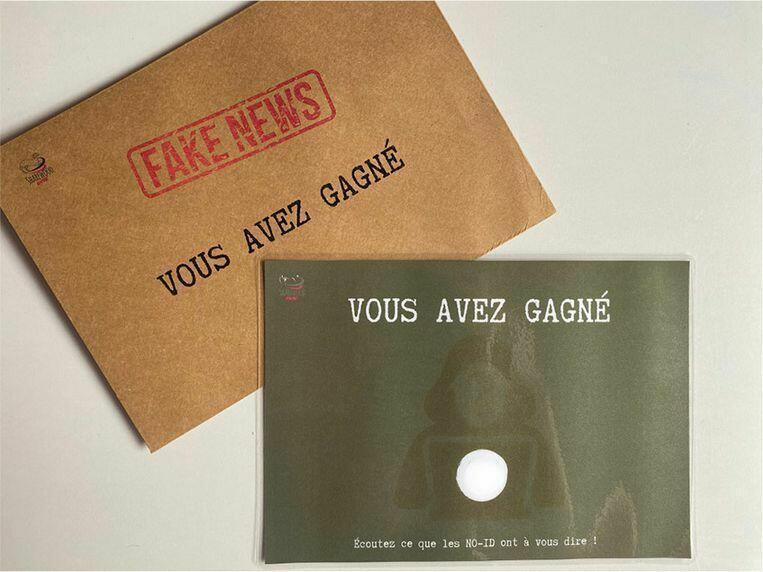 FAKE NEWS
VOUS AVEZ GAGNÉ
VOUS AVEZ GAGNÉ
Écoutez ce que les NO-ID ont à vous dire !